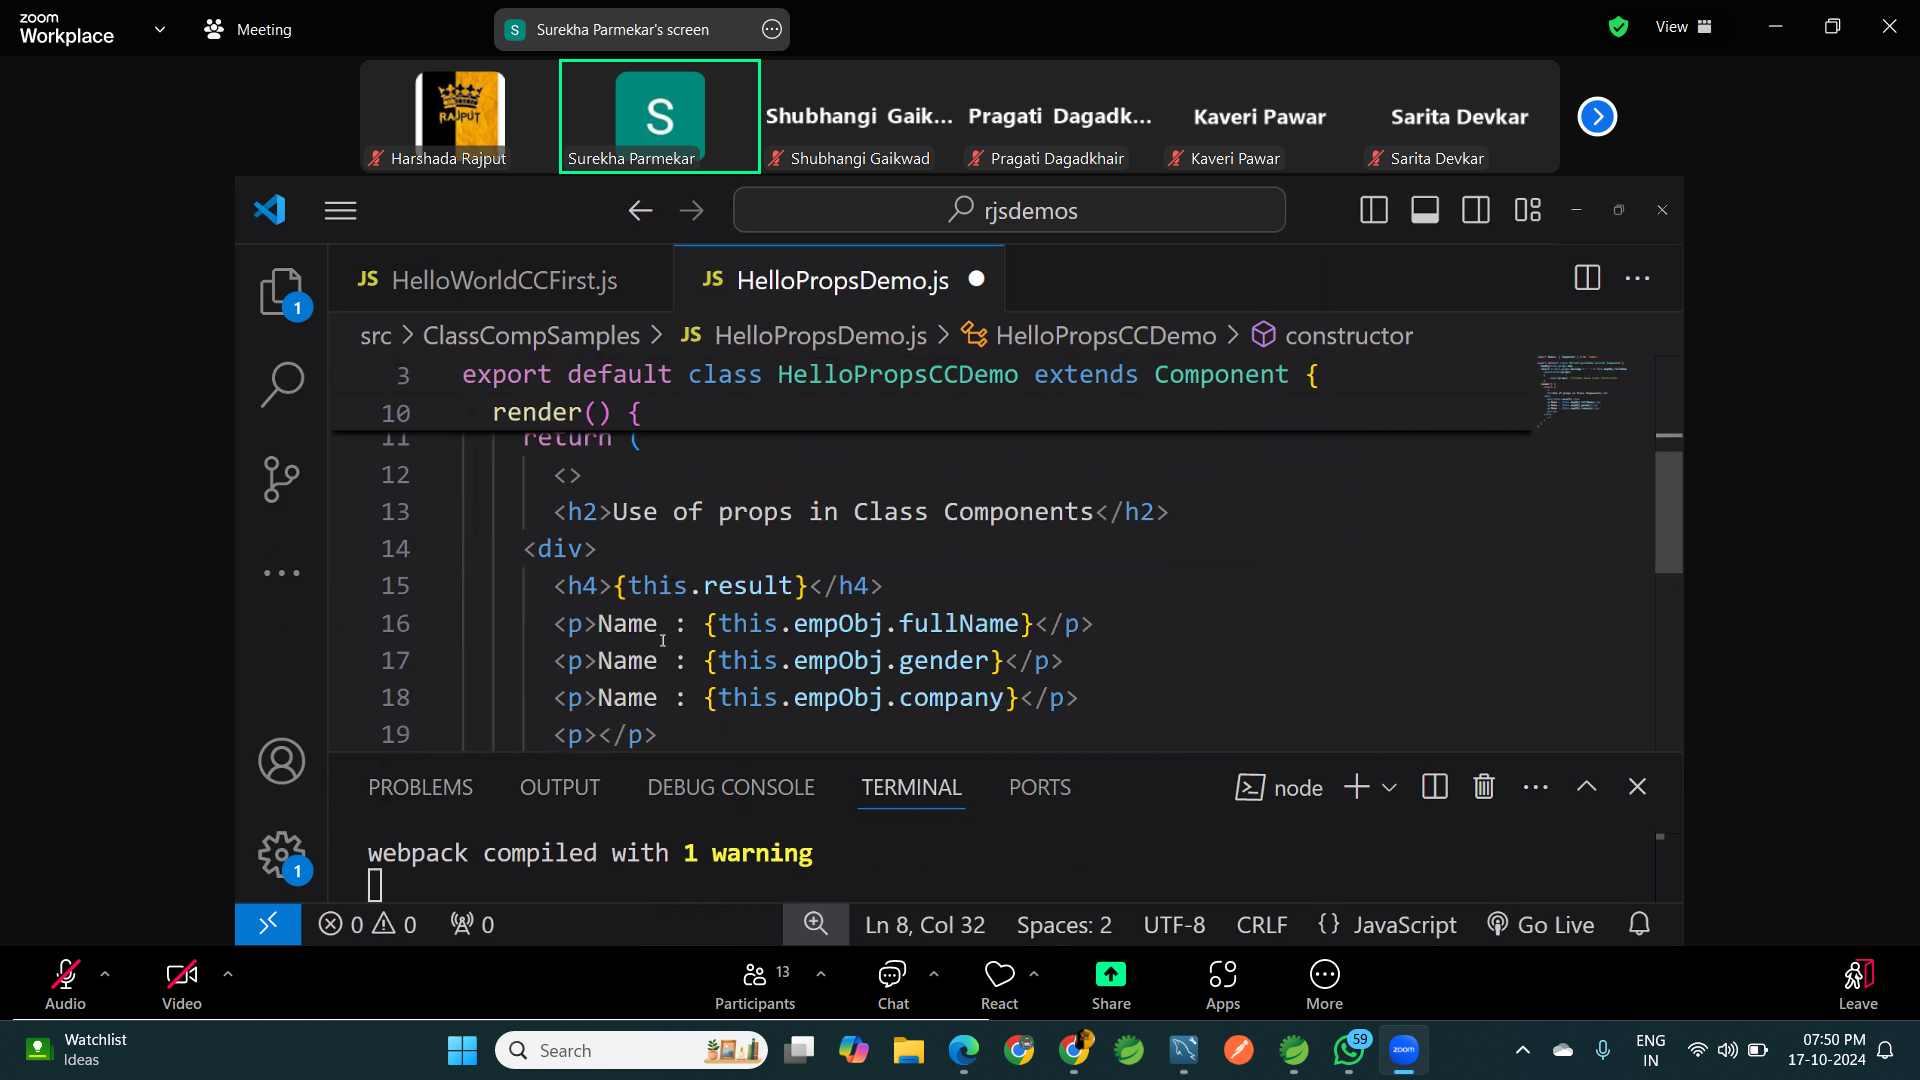 zoom
Workplace
Meeting
S Surekha Parmekar's screen
View
RAJPUT
S
Shubhangi Gaik...
Pragati Dagadk...
Kaveri Pawar
Sarita Devkar
Harshada Rajput
Surekha Parmekar
Shubhangi Gaikwad
Pragati Dagadkhair
Kaveri Pawar
Sarita Devkar
rjsdemos
JS HelloWorldCCFirst.js
JS HelloPropsDemo.js
1
src > ClassCompSamples > JS HelloPropsDemo.js > HelloPropsCCDemo > constructor
3 export default class HelloPropsCCDemo extends Component {
10 render() {
11 return (
12 <>
13 <h2>Use of props in Class Components</h2>
14 <div>
15 <h4>{this.result}</h4>
16 <p>Name : {this.empObj.fullName}</p>
17 <p>Name : {this.empObj.gender}</p>
18 <p>Name : {this.empObj.company}</p>
19 <p></p>
PROBLEMS OUTPUT DEBUG CONSOLE TERMINAL PORTS node
webpack compiled with 1 warning
1
0 0 0 Ln 8, Col 32 Spaces: 2 UTF-8 CRLF {} JavaScript Go Live
13
Audio Video Participants Chat React Share Apps More Leave
Watchlist
Ideas
Search
59
zoom
ENG
IN
07:50 PM
17-10-2024